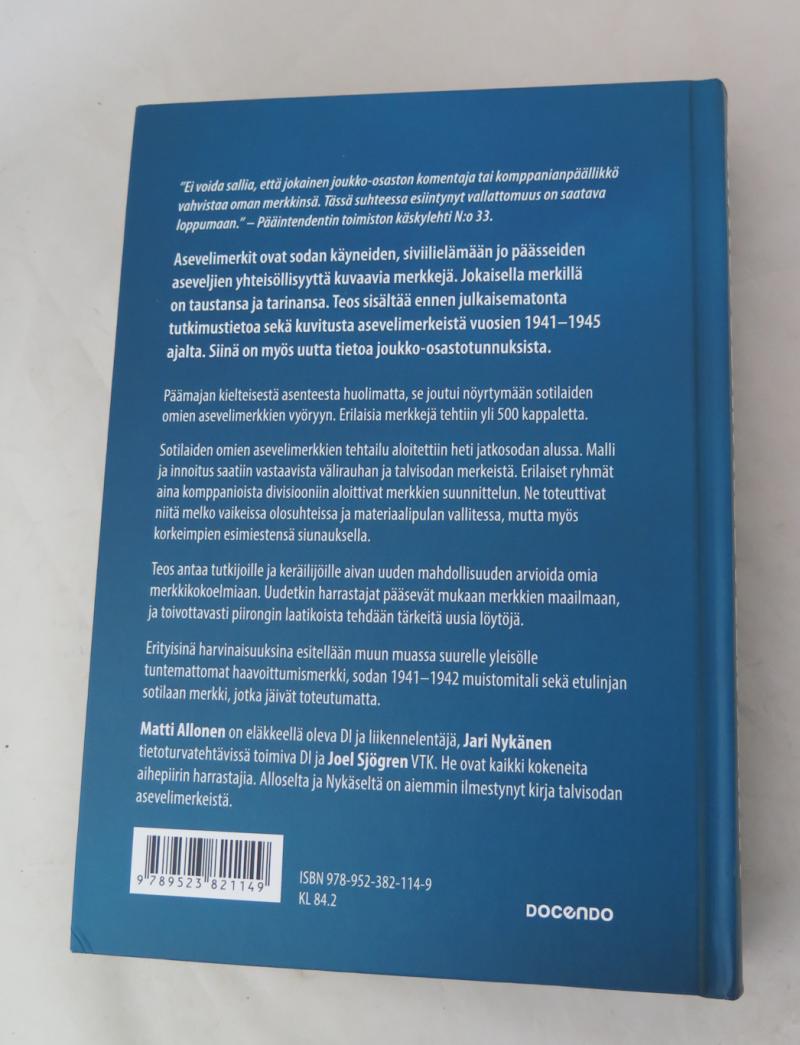 "Ei voida sallia, että jokainen joukko-osaston komentaja tai komppanianpäällikkö
vahvistaa oman merkkinsä. Tässä suhteessa esiintynyt vallattomuus on saatava
loppumaan." – Pääintendentin toimiston käskylehti N:o 33.
Asevelimerkit ovat sodan käyneiden, siviilielämään jo päässeiden
aseveljien yhteisöllisyyttä kuvaavia merkkejä. Jokaisella merkillä
on taustansa ja tarinansa. Teos sisältää ennen julkaisematonta
tutkimustietoa sekä kuvitusta asevelimerkeistä vuosien 1941–1945
ajalta. Siinä on myös uutta tietoa joukko-osastotunnuksista.
Päämajan kielteisestä asenteesta huolimatta, se joutui nöyrtymään sotilaiden
omien asevelimerkkien vyöryyn. Erilaisia merkkejä tehtiin yli 500 kappaletta.
Sotilaiden omien asevelimerkkien tehtailu aloitettiin heti jatkosodan alussa. Malli
ja innoitus saatiin vastaavista välirauhan ja talvisodan merkeistä. Erilaiset ryhmät
aina komppanioista divisiooniin aloittivat merkkien suunnittelun. Ne toteuttivat
niitä melko vaikeissa olosuhteissa ja materiaalipulan vallitessa, mutta myös
korkeimpien esimiestensä siunauksella.
Teos antaa tutkijoille ja keräilijöille aivan uuden mahdollisuuden arvioida omia
merkkikokoelmiaan. Uudetkin harrastajat pääsevät mukaan merkkien maailmaan,
ja toivottavasti piirongin laatikoista tehdään tärkeitä uusia löytöjä.
Erityisinä harvinaisuuksina esitellään muun muassa suurelle yleisölle
tuntemattomat haavoittumismerkki, sodan 1941–1942 muistomitali sekä etulinjan
sotilaan merkki, jotka jäivät toteutumatta.
Matti Allonen on eläkkeellä oleva DI ja liikennelentäjä, Jari Nykänen
tietoturvatehtävissä toimiva DI ja Joel Sjögren VTK. He ovat kaikki kokeneita
aihepiirin harrastajia. Alloselta ja Nykäseltä on aiemmin ilmestynyt kirja talvisodan
asevelimerkeistä.
9 789523 821149
ISBN 978-952-382-114-9
KL 84.2
DOCENDO